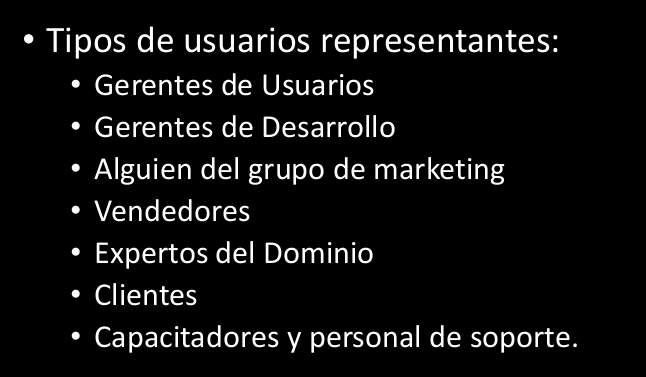 • Tipos de usuarios representantes:
• Gerentes de Usuarios
• Gerentes de Desarrollo
• Alguien del grupo de marketing
• Vendedores
• Expertos del Dominio
• Clientes
• Capacitadores y personal de soporte.